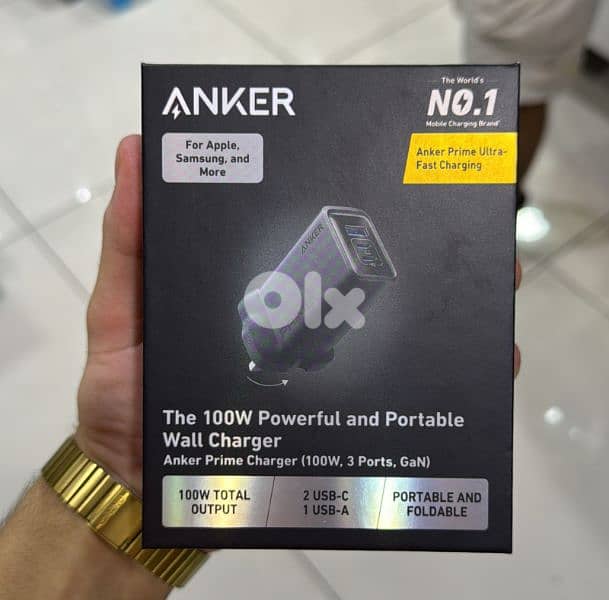 ANKER
The World's
NO.1
Mobile Charging Brand
For Apple,
Samsung, and
More
Anker Prime Ultra-
Fast Charging
ANKER
olx
The 100W Powerful and Portable
Wall Charger
Anker Prime Charger (100W, 3 Ports, GaN)
100W TOTAL
OUTPUT
2 USB-C
1 USB-A
PORTABLE AND
FOLDABLE